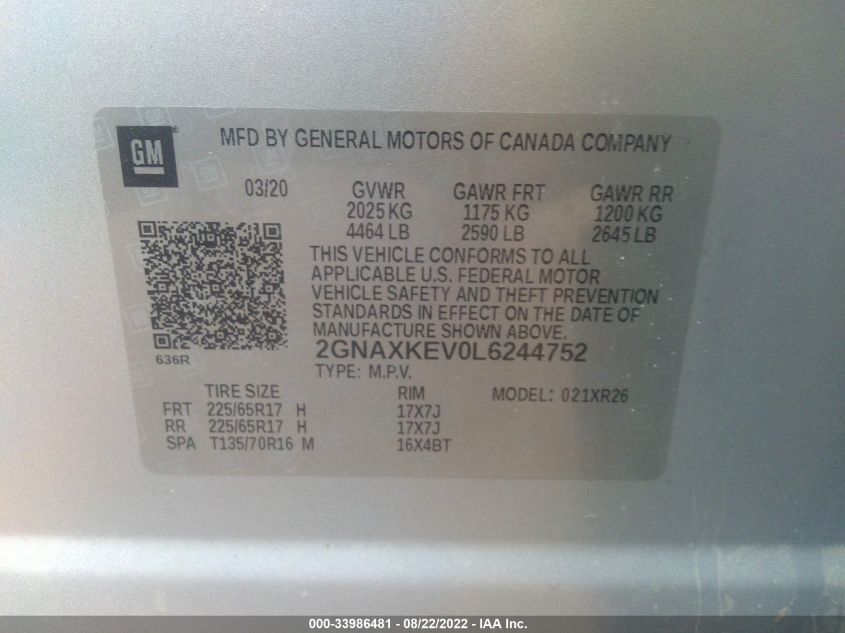 GM ® MFD BY GENERAL MOTORS OF CANADA COMPANY
03/20 GVWR GAWR FRT GAWR RR
2025 KG 1175 KG 1200 KG
4464 LB 2590 LB 2645 LB
THIS VEHICLE CONFORMS TO ALL
APPLICABLE U.S. FEDERAL MOTOR
VEHICLE SAFETY AND THEFT PREVENTION
STANDARDS IN EFFECT ON THE DATE OF
MANUFACTURE SHOWN ABOVE.
636R 2GNAXKEV0L6244752
TYPE: M.P.V.
TIRE SIZE RIM MODEL: 021XR26
FRT 225/65R17 H 17X7J
RR 225/65R17 H 17X7J
SPA T135/70R16 M 16X4BT
000-33986481 - 08/22/2022 - IAA Inc.